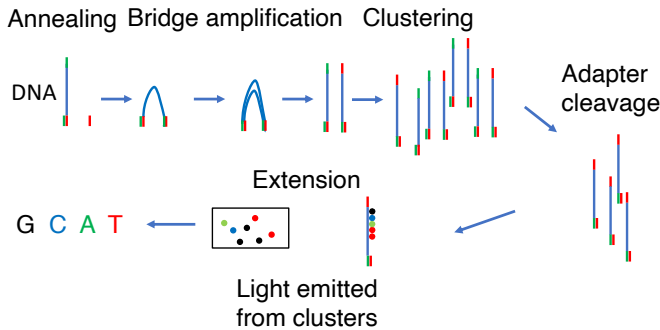 Annealing
Bridge amplification
Clustering
DNA
Adapter
cleavage
Extension
G C A T
Light emitted
from clusters